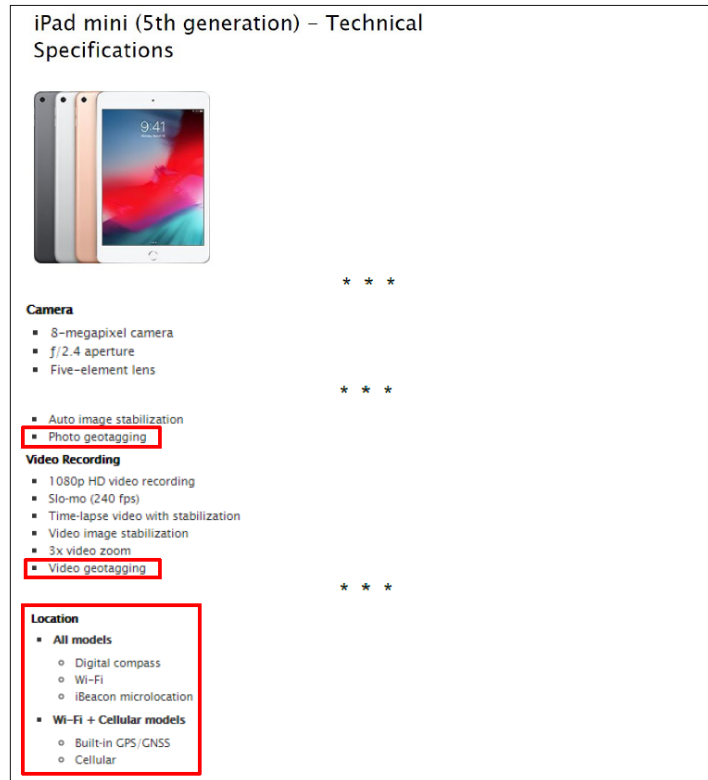 iPad mini (5th generation) – Technical
Specifications
9:41
* * *
Camera
▪ 8-megapixel camera
▪ ƒ/2.4 aperture
▪ Five-element lens
* * *
▪ Auto image stabilization
▪ Photo geotagging
Video Recording
▪ 1080p HD video recording
▪ Slo-mo (240 fps)
▪ Time-lapse video with stabilization
▪ Video image stabilization
▪ 3x video zoom
▪ Video geotagging
* * *
Location
▪ All models
○ Digital compass
○ Wi-Fi
○ iBeacon microlocation
▪ Wi-Fi + Cellular models
○ Built-in GPS/GNSS
○ Cellular